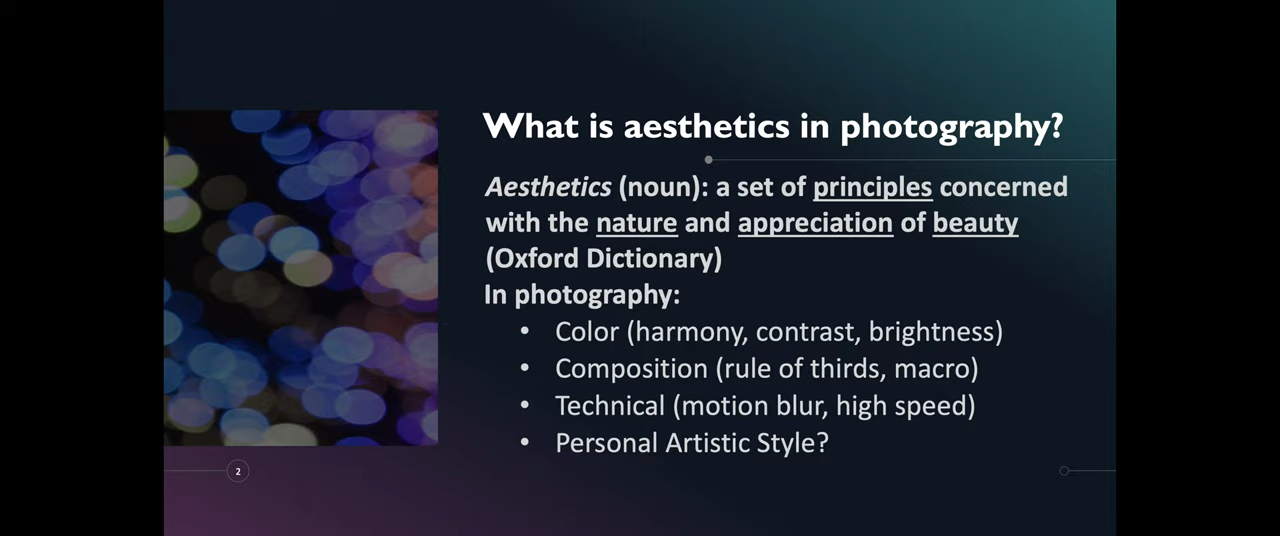 What is aesthetics in photography?
Aesthetics (noun): a set of principles concerned
with the nature and appreciation of beauty
(Oxford Dictionary)
In photography:
• Color (harmony, contrast, brightness)
• Composition (rule of thirds, macro)
• Technical (motion blur, high speed)
• Personal Artistic Style?
2